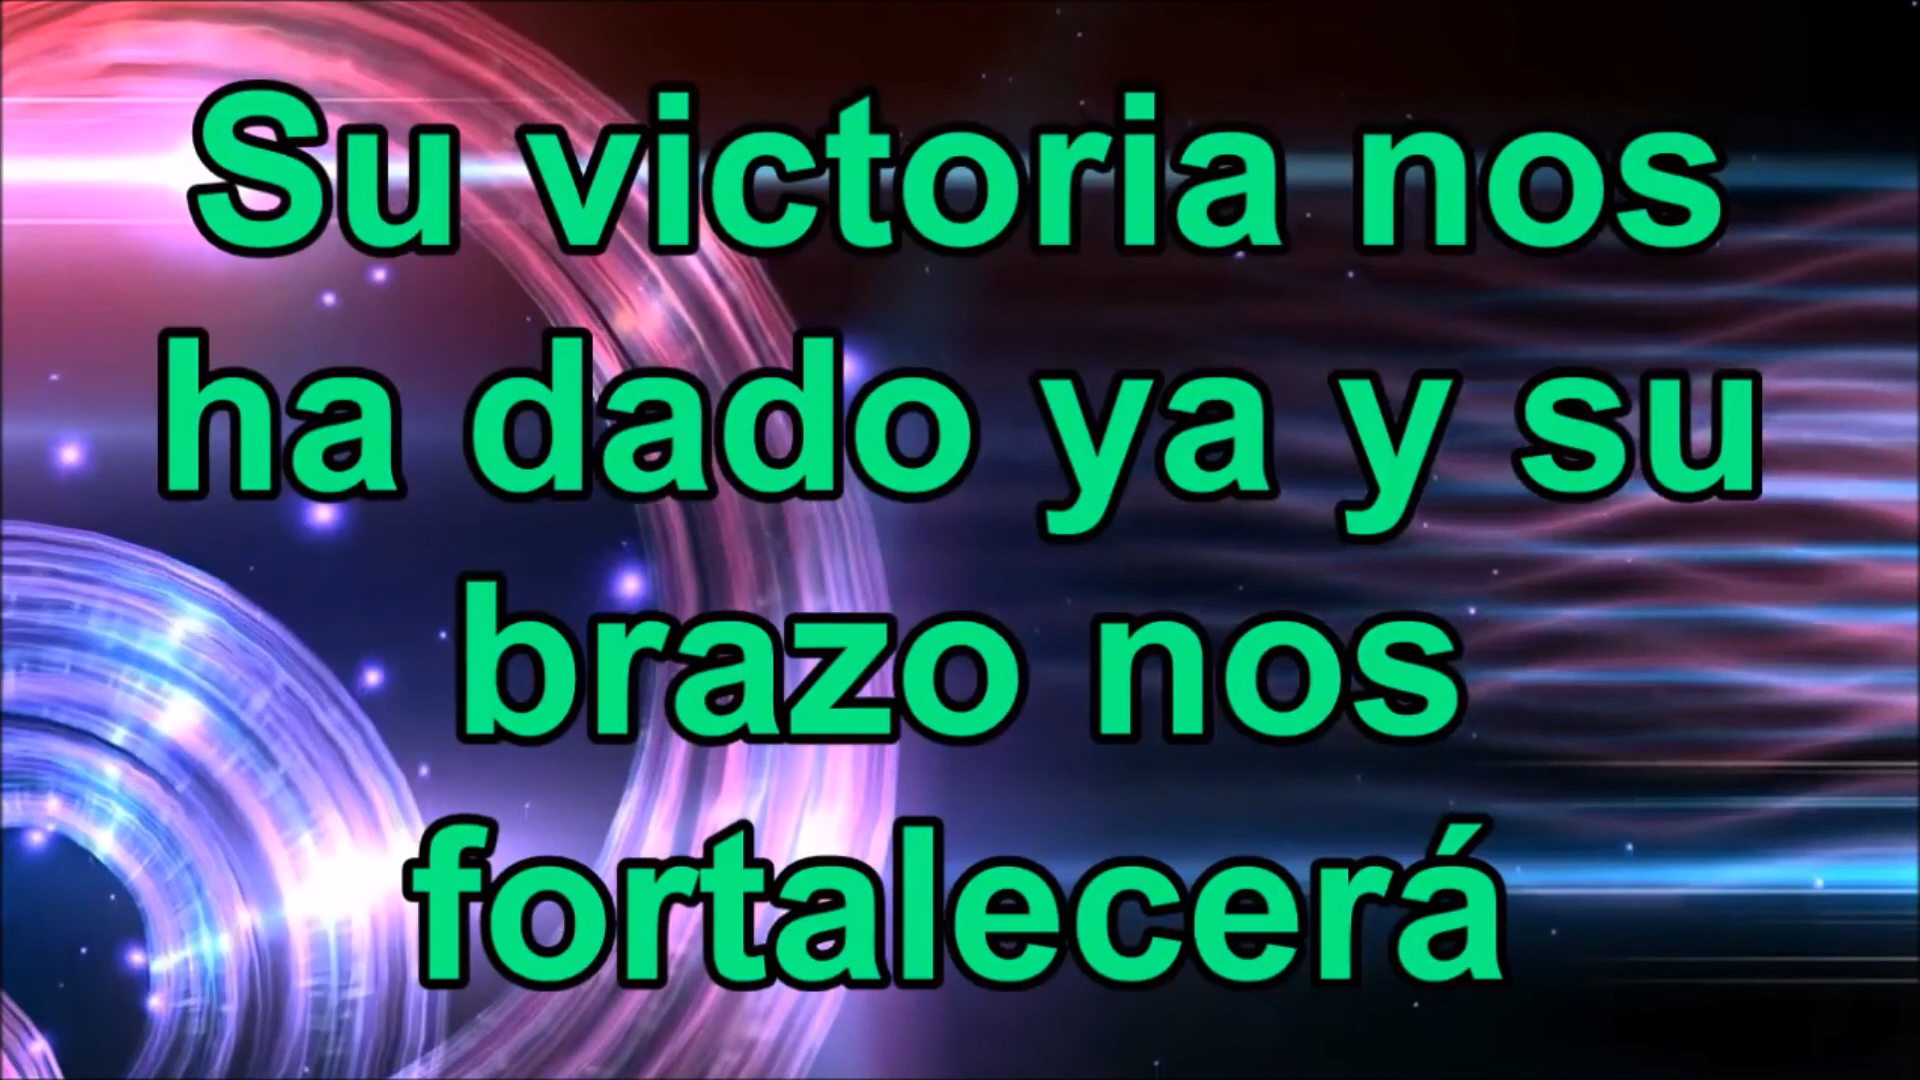 Su victoria nos
ha dado ya y su
brazo nos
fortalecerá